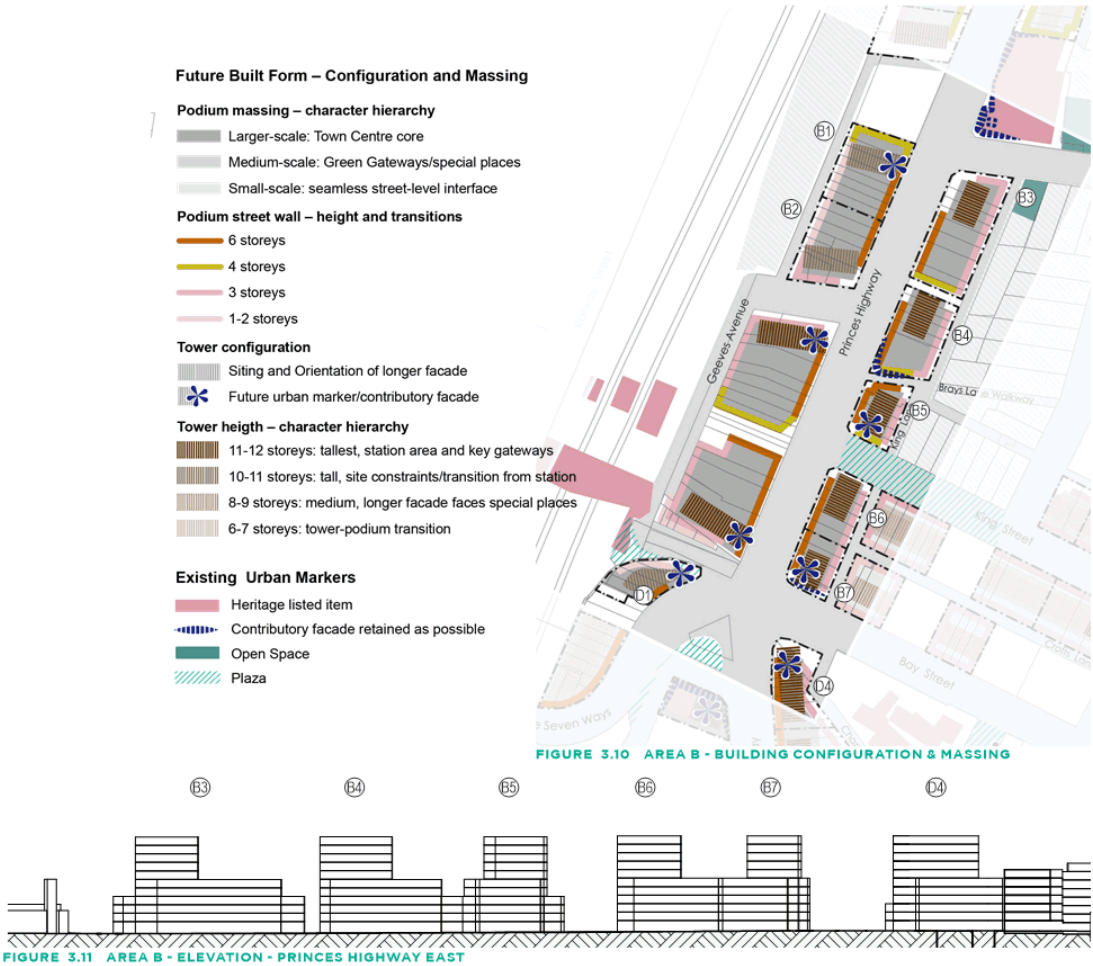 Future Built Form – Configuration and Massing
Podium massing – character hierarchy
Larger-scale: Town Centre core
Medium-scale: Green Gateways/special places
Small-scale: seamless street-level interface
Podium street wall – height and transitions
6 storeys
4 storeys
3 storeys
1-2 storeys
Tower configuration
Siting and Orientation of longer facade
Future urban marker/contributory facade
Tower heigth – character hierarchy
11-12 storeys: tallest, station area and key gateways
10-11 storeys: tall, site constraints/transition from station
8-9 storeys: medium, longer facade faces special places
6-7 storeys: tower-podium transition
Existing Urban Markers
Heritage listed item
Contributory facade retained as possible
Open Space
Plaza
B1
B2
B3
Princes Highway
Geeves Avenue
B4
Brays Lane Walkway
B5
King Lane
King Street
B6
B7
D1
Bay Street
D4
e Seven Ways
FIGURE 3.10 AREA B - BUILDING CONFIGURATION & MASSING
B3 B4 B5 B6 B7 D4
FIGURE 3.11 AREA B - ELEVATION - PRINCES HIGHWAY EAST